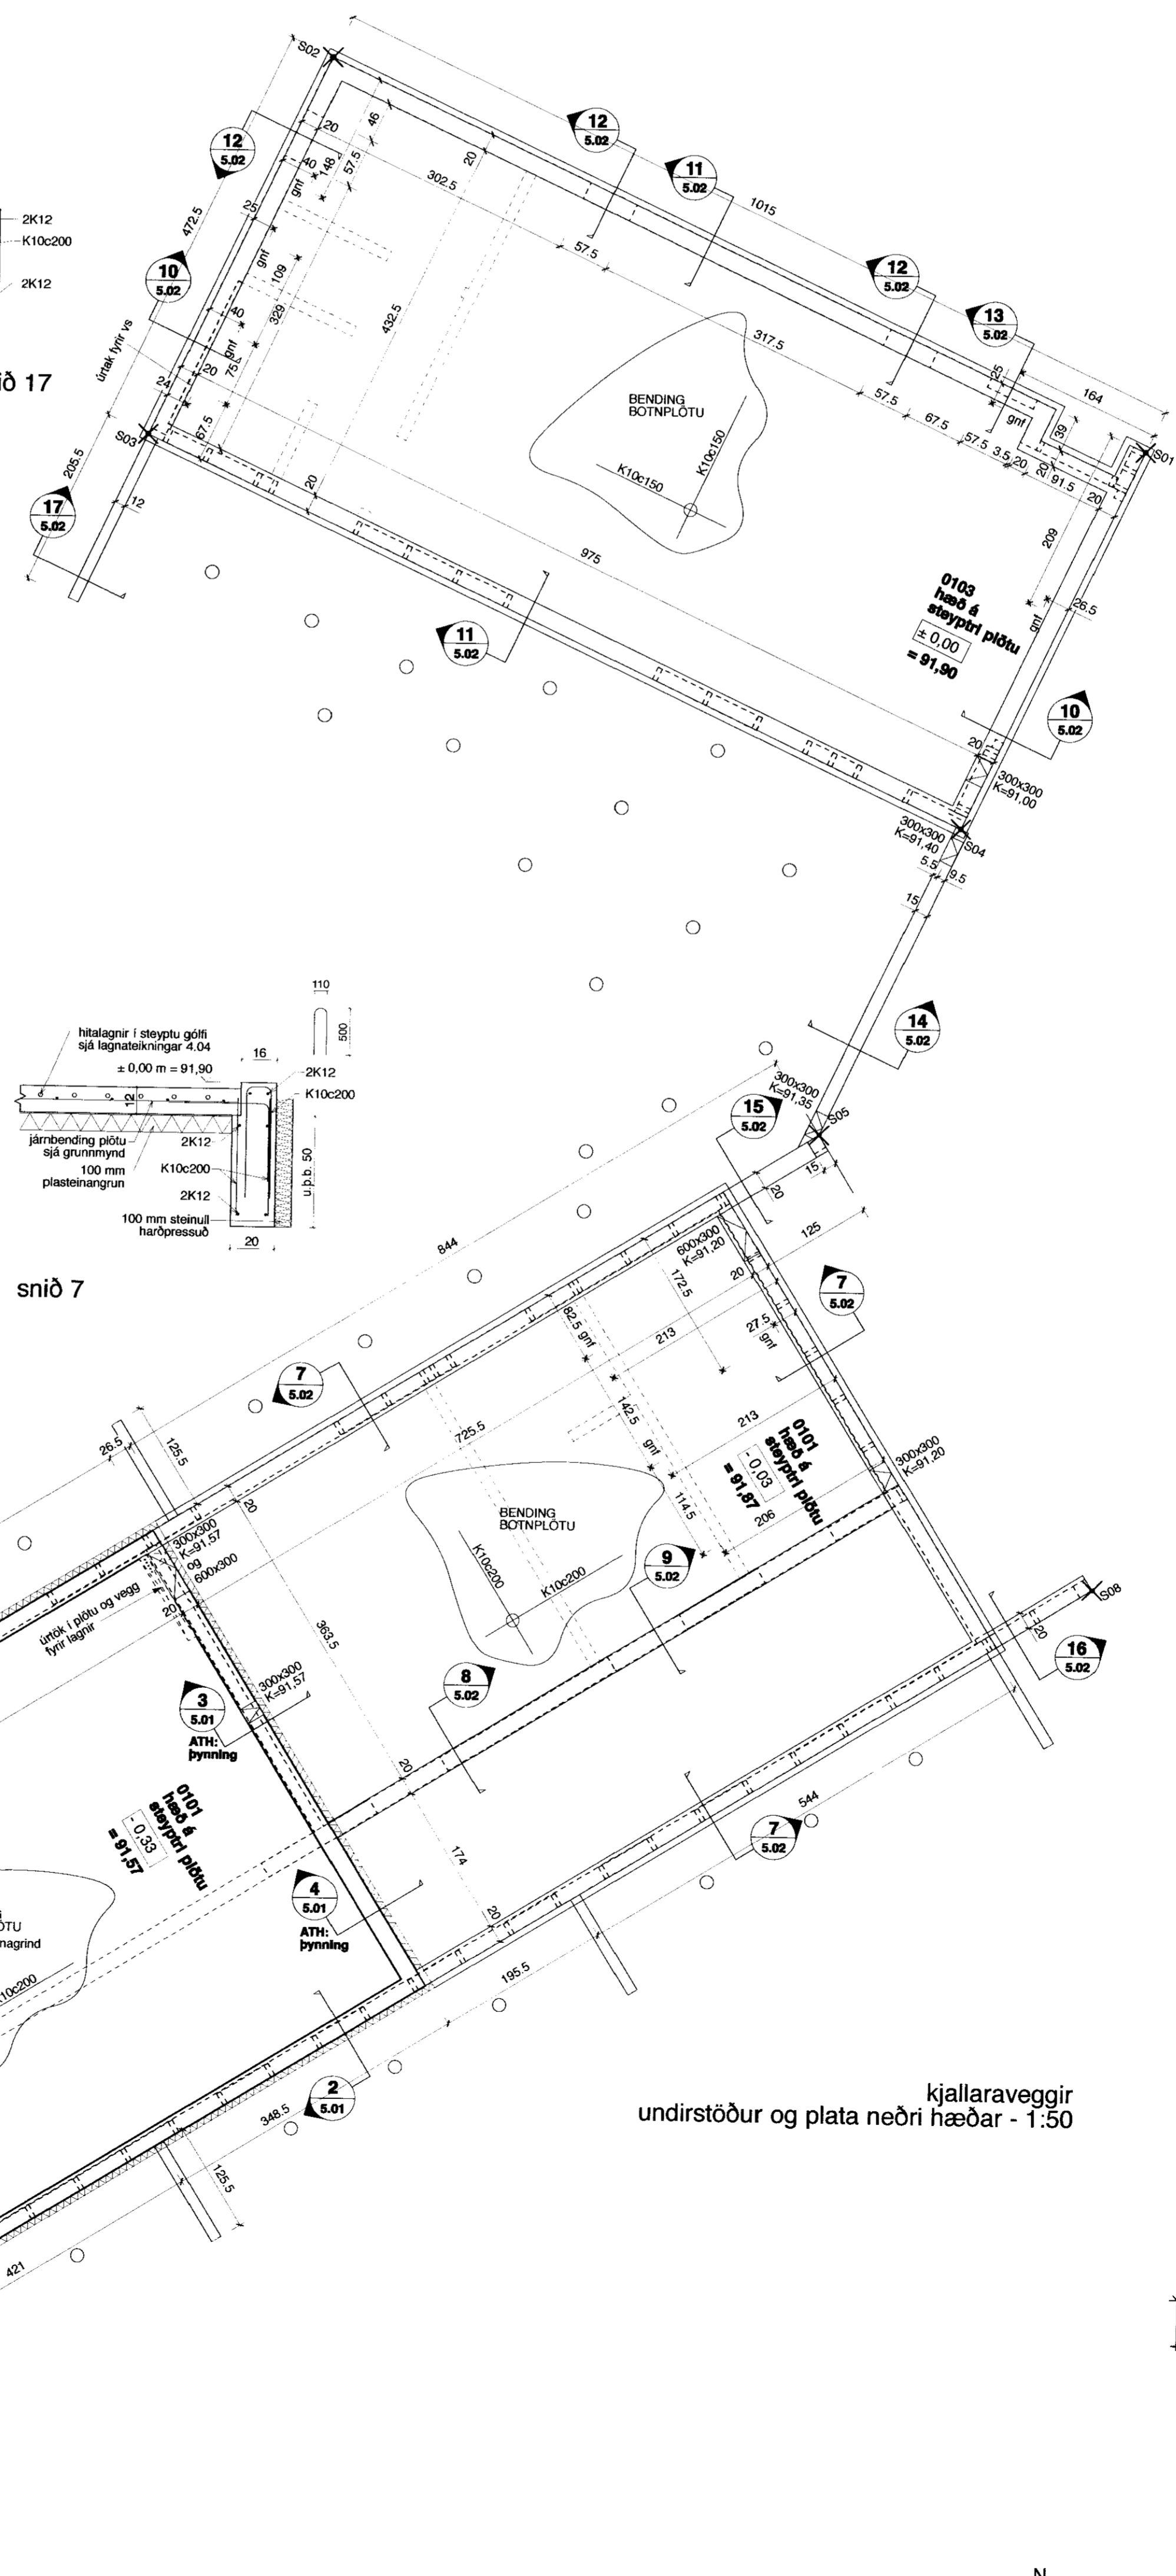 S02
12
5.02
12
5.02
11
5.02
1015
20
46
40
148
57.5
20
302.5
gnf
25
2K12
K10c200
2K12
472.5
57.5
12
5.02
13
5.02
10
5.02
gnf
109
329
432.5
317.5
40
úrtak fyrir vs
gnf
75
20
24
25
164
BENDING
BOTNPLÖTU
57.5
67.5
57.5
3.5
20
gnf
39
20
91.5
20
S01
ið 17
S03
67.5
205.5
20
K10c150
K10c150
17
5.02
12
209
975
0103
hæð á
steyptri plötu
± 0,00
= 91,90
gnf
26.5
11
5.02
10
5.02
20
300x300
K=91,00
300x300
K=91,40
S04
5.5
9.5
15
14
5.02
110
500
hitalagnir í steyptu gólfi
sjá lagnateikningar 4.04
± 0,00 m = 91,90
16
2K12
K10c200
12
járnbending plötu
sjá grunnmynd
100 mm
plasteinangrun
2K12
K10c200
2K12
u.þ.b. 50
100 mm steinull
harðpressuð
20
snið 7
300x300
K=91,35
S05
15
5.02
15
20
125
844
600x300
K=91,20
20
172.5
7
5.02
82.5
gnf
213
27.5
gnf
7
5.02
26.5
125.5
725.5
142.5
213
gnf
0101
hæð á
steyptri plötu
- 0,03
= 91,87
300x300
K=91,20
114.5
206
20
BENDING
BOTNPLÖTU
K10c200
K10c200
9
5.02
300x300
K=91,57
og
600x300
20
úrtök í plötu og vegg
fyrir lagnir
363.5
S08
20
16
5.02
3
5.01
ATH:
þynning
300x300
K=91,57
8
5.02
20
0101
hæð á
steyptri plötu
- 0,33
= 91,57
544
7
5.02
174
4
5.01
ATH:
þynning
20
ÖTU
nagrind
10c200
195.5
2
5.01
348.5
125.5
421
kjallaraveggir
undirstöður og plata neðri hæðar - 1:50